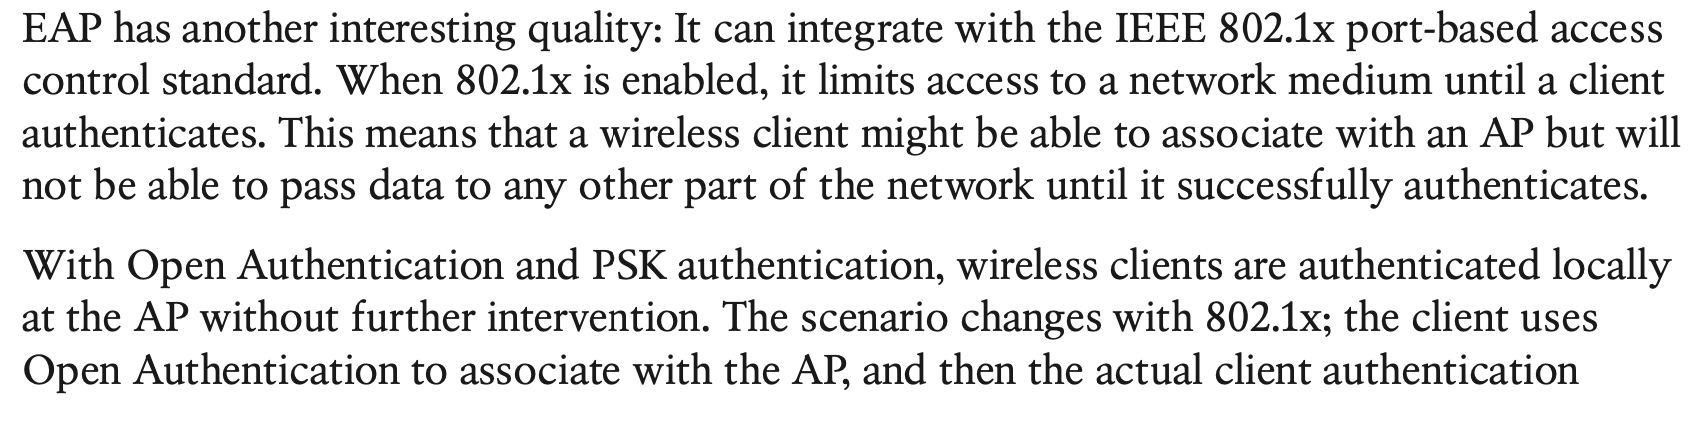 EAP has another interesting quality: It can integrate with the IEEE 802.1x port-based access
control standard. When 802.1x is enabled, it limits access to a network medium until a client
authenticates. This means that a wireless client might be able to associate with an AP but will
not be able to pass data to any other part of the network until it successfully authenticates.
With Open Authentication and PSK authentication, wireless clients are authenticated locally
at the AP without further intervention. The scenario changes with 802.1x; the client uses
Open Authentication to associate with the AP, and then the actual client authentication